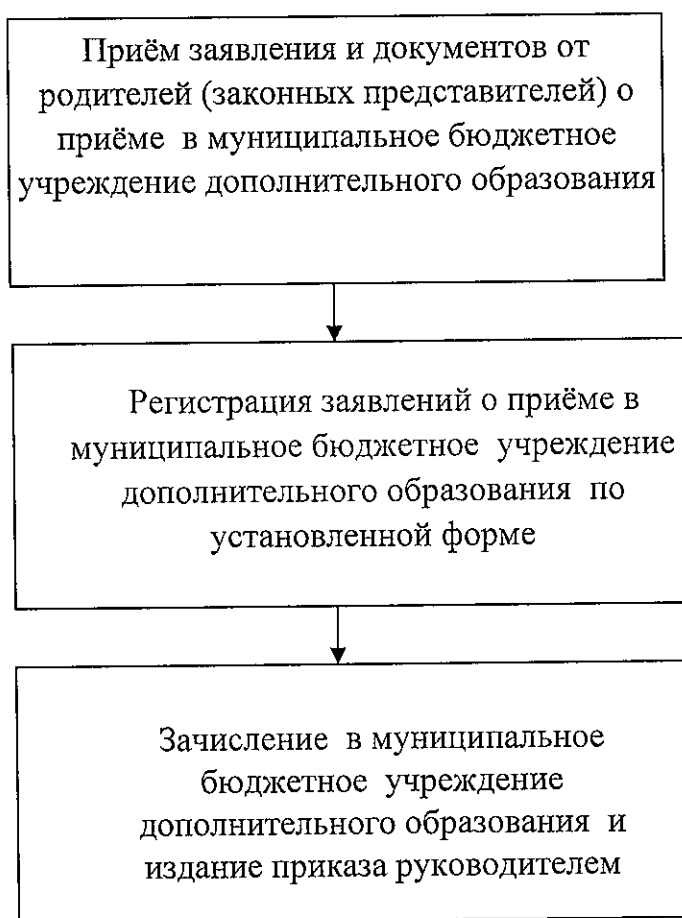 Приём заявления и документов от
родителей (законных представителей) о
приёме в муниципальное бюджетное
учреждение дополнительного образования
Регистрация заявлений о приёме в
муниципальное бюджетное учреждение
дополнительного образования по
установленной форме
Зачисление в муниципальное
бюджетное учреждение
дополнительного образования и
издание приказа руководителем